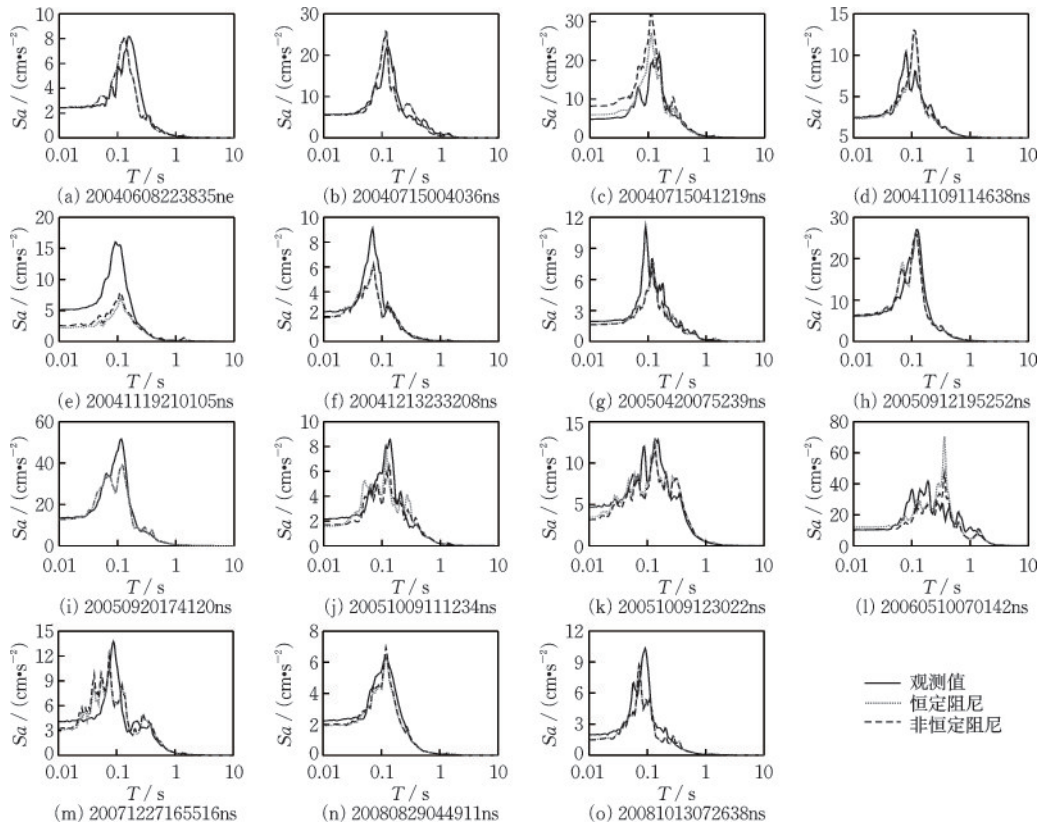 Sa / (cm•s⁻²)
10
8
6
4
2
0
0.01 0.1 1 10
T / s
(a) 20040608223835ne
Sa / (cm•s⁻²)
30
20
10
0
0.01 0.1 1 10
T / s
(b) 20040715004036ns
Sa / (cm•s⁻²)
30
20
10
0
0.01 0.1 1 10
T / s
(c) 20040715041219ns
Sa / (cm•s⁻²)
15
10
5
5
0.01 0.1 1 10
T / s
(d) 20041109114638ns
Sa / (cm•s⁻²)
20
15
10
5
0
0.01 0.1 1 10
T / s
(e) 20041119210105ns
Sa / (cm•s⁻²)
10
8
6
4
2
0
0.01 0.1 1 10
T / s
(f) 20041213233208ns
Sa / (cm•s⁻²)
12
9
6
3
0
0.01 0.1 1 10
T / s
(g) 20050420075239ns
Sa / (cm•s⁻²)
30
20
10
0
0.01 0.1 1 10
T / s
(h) 20050912195252ns
Sa / (cm•s⁻²)
60
40
20
0
0.01 0.1 1 10
T / s
(i) 20050920174120ns
Sa / (cm•s⁻²)
10
8
6
4
2
0
0.01 0.1 1 10
T / s
(j) 20051009111234ns
Sa / (cm•s⁻²)
15
10
5
0
0.01 0.1 1 10
T / s
(k) 20051009123022ns
Sa / (cm•s⁻²)
80
60
40
20
0
0.01 0.1 1 10
T / s
(l) 20060510070142ns
Sa / (cm•s⁻²)
15
12
9
6
3
0
0.01 0.1 1 10
T / s
(m) 20071227165516ns
Sa / (cm•s⁻²)
8
6
4
2
0
0.01 0.1 1 10
T / s
(n) 20080829044911ns
Sa / (cm•s⁻²)
12
9
6
3
0
0.01 0.1 1 10
T / s
(o) 20081013072638ns
观测值
恒定阻尼
非恒定阻尼